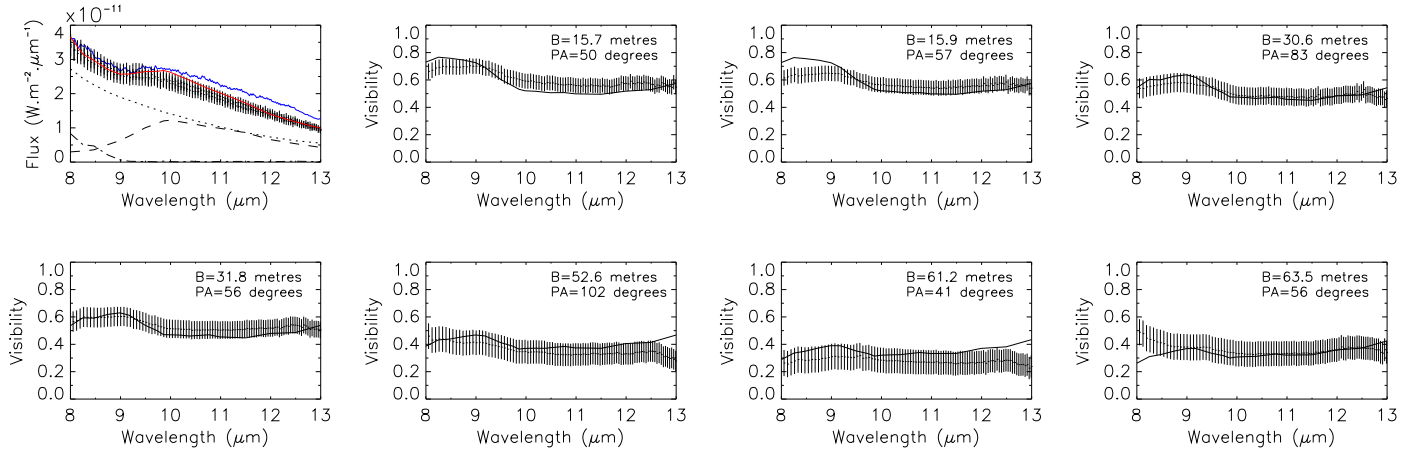 ×10⁻¹¹
Flux (W.m⁻².μm⁻¹)
4
3
2
1
0
8 9 10 11 12 13
Wavelength (μm)
B=15.7 metres
PA=50 degrees
Visibility
1.0
0.8
0.6
0.4
0.2
0.0
8 9 10 11 12 13
Wavelength (μm)
B=15.9 metres
PA=57 degrees
Visibility
1.0
0.8
0.6
0.4
0.2
0.0
8 9 10 11 12 13
Wavelength (μm)
B=30.6 metres
PA=83 degrees
Visibility
1.0
0.8
0.6
0.4
0.2
0.0
8 9 10 11 12 13
Wavelength (μm)
B=31.8 metres
PA=56 degrees
Visibility
1.0
0.8
0.6
0.4
0.2
0.0
8 9 10 11 12 13
Wavelength (μm)
B=52.6 metres
PA=102 degrees
Visibility
1.0
0.8
0.6
0.4
0.2
0.0
8 9 10 11 12 13
Wavelength (μm)
B=61.2 metres
PA=41 degrees
Visibility
1.0
0.8
0.6
0.4
0.2
0.0
8 9 10 11 12 13
Wavelength (μm)
B=63.5 metres
PA=56 degrees
Visibility
1.0
0.8
0.6
0.4
0.2
0.0
8 9 10 11 12 13
Wavelength (μm)